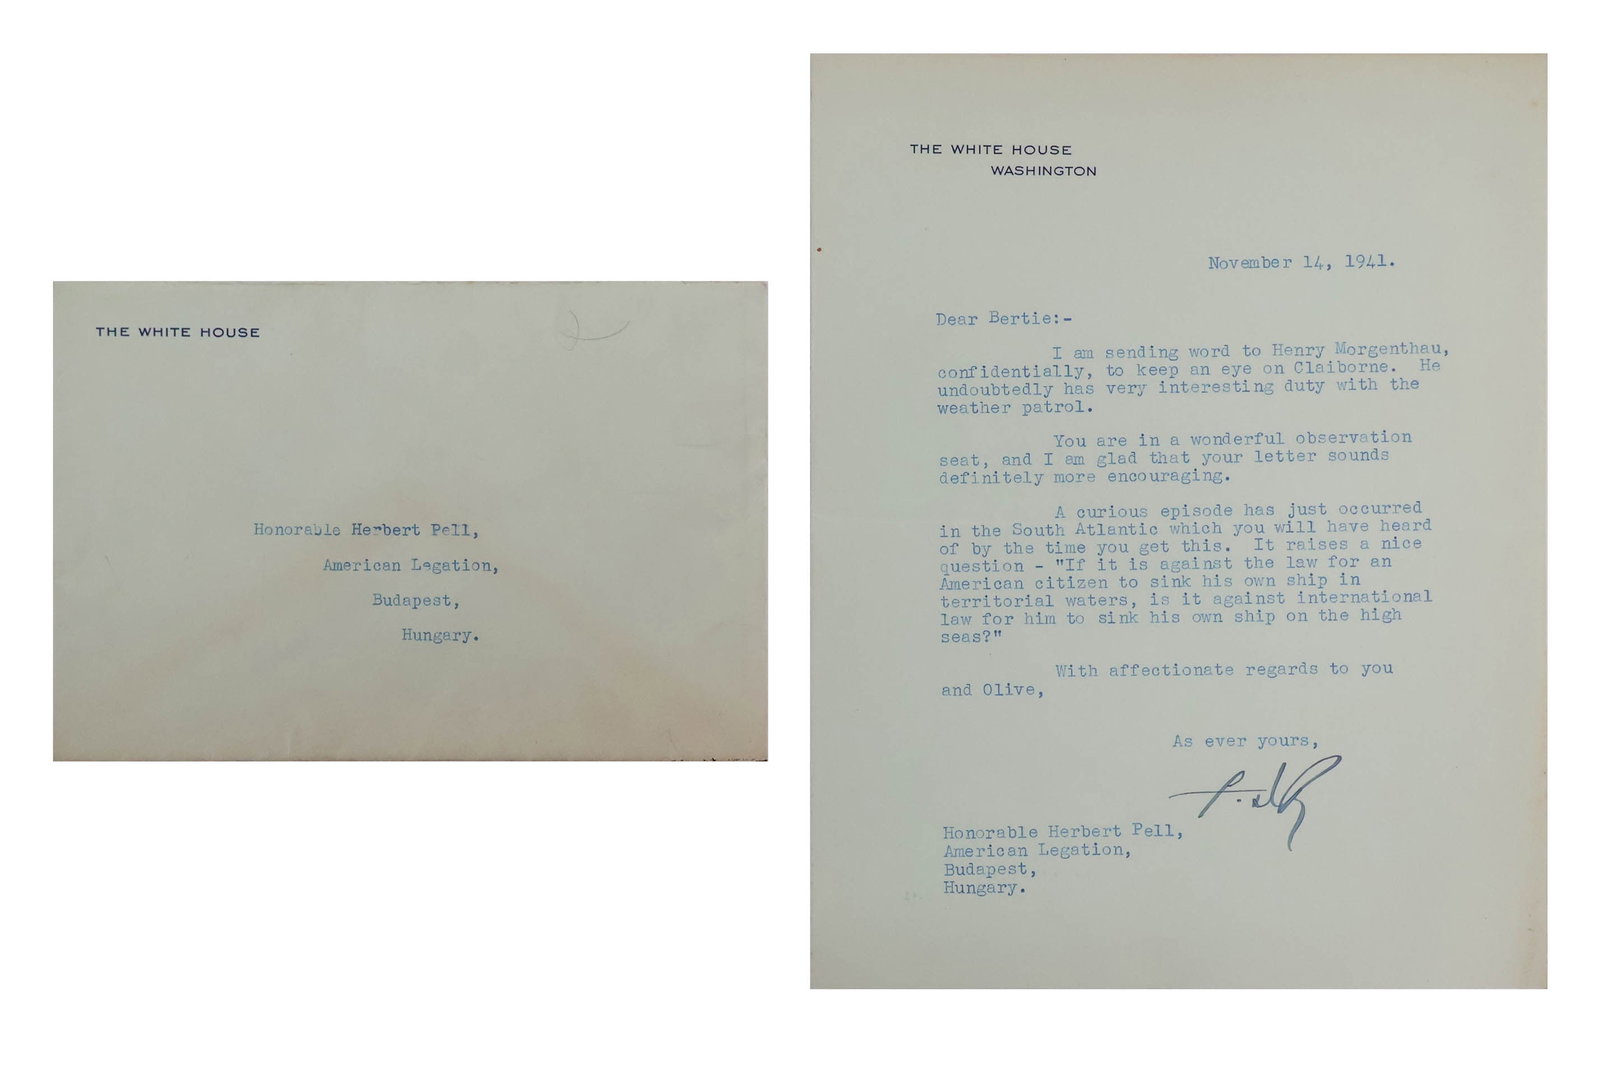 THE WHITE HOUSE
Honorable Herbert Pell,
American Legation,
Budapest,
Hungary.
THE WHITE HOUSE
WASHINGTON
November 14, 1941.
Dear Bertie:-
I am sending word to Henry Morgenthau,
confidentially, to keep an eye on Claiborne. He
undoubtedly has very interesting duty with the
weather patrol.
You are in a wonderful observation
seat, and I am glad that your letter sounds
definitely more encouraging.
A curious episode has just occurred
in the South Atlantic which you will have heard
of by the time you get this. It raises a nice
question - "If it is against the law for an
American citizen to sink his own ship in
territorial waters, is it against international
law for him to sink his own ship on the high
seas?"
With affectionate regards to you
and Olive,
As ever yours,
Honorable Herbert Pell,
American Legation,
Budapest,
Hungary.